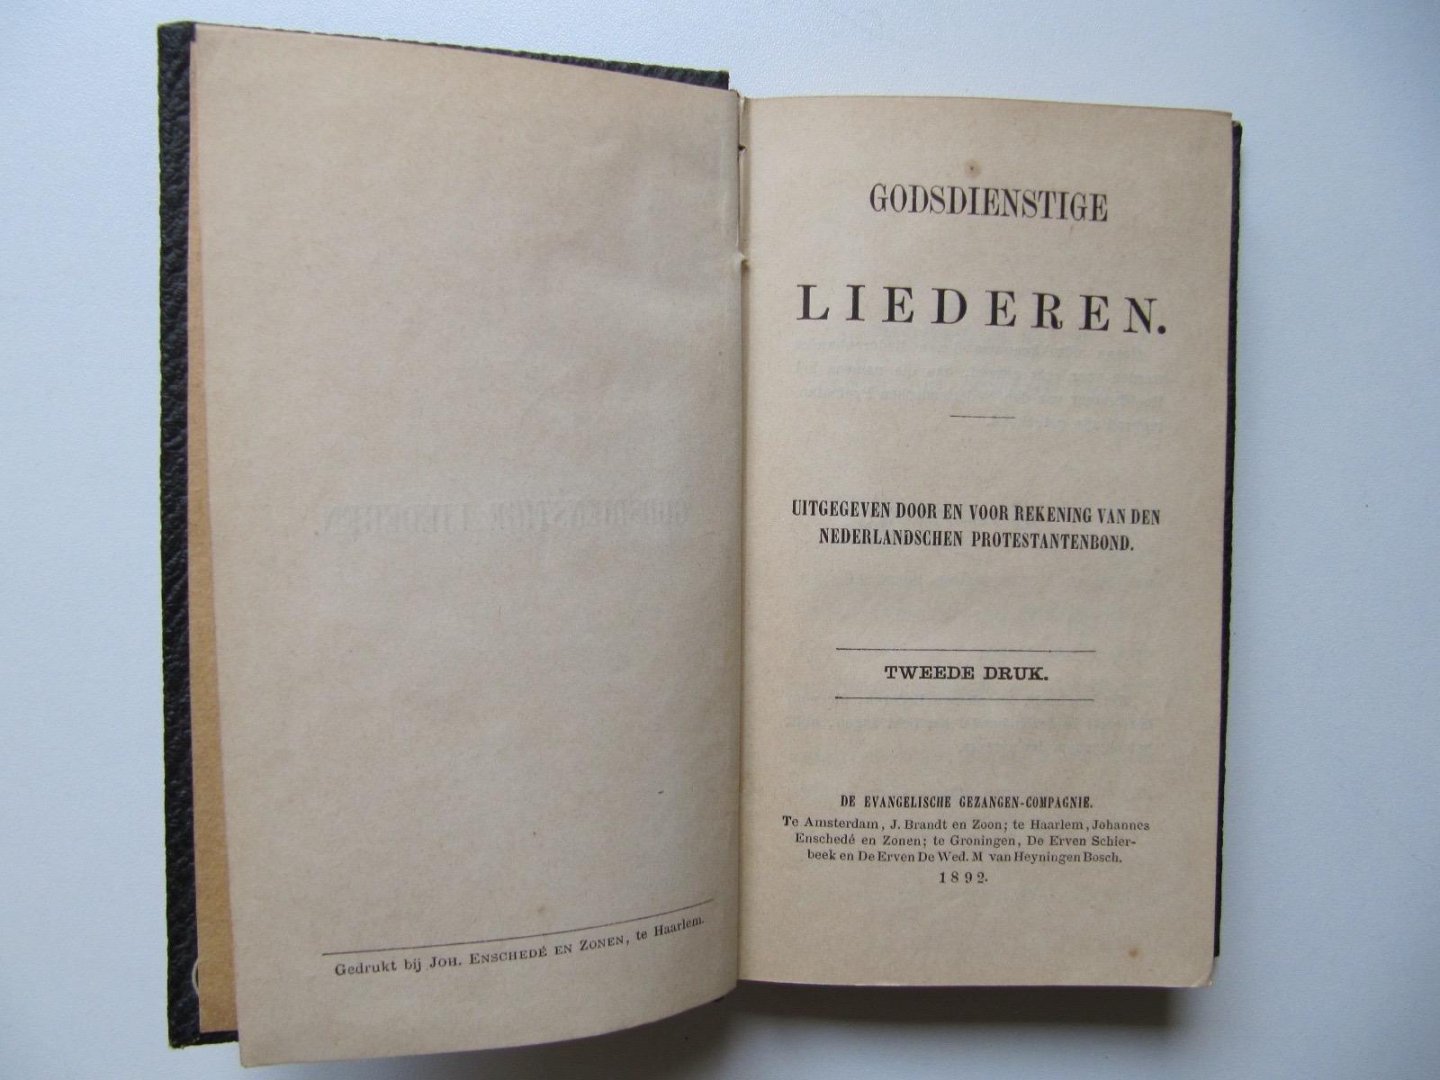 Gedrukt bij JOH. ENSCHEDÉ EN ZONEN, te Haarlem.
GODSDIENSTIGE
LIEDEREN.
UITGEGEVEN DOOR EN VOOR REKENING VAN DEN
NEDERLANDSCHEN PROTESTANTENBOND.
TWEEDE DRUK.
DE EVANGELISCHE GEZANGEN-COMPAGNIE.
Te Amsterdam, J. Brandt en Zoon; te Haarlem, Johannes
Enschedé en Zonen; te Groningen, De Erven Schier-
beek en De Erven De Wed. M van Heyningen Bosch.
1892.